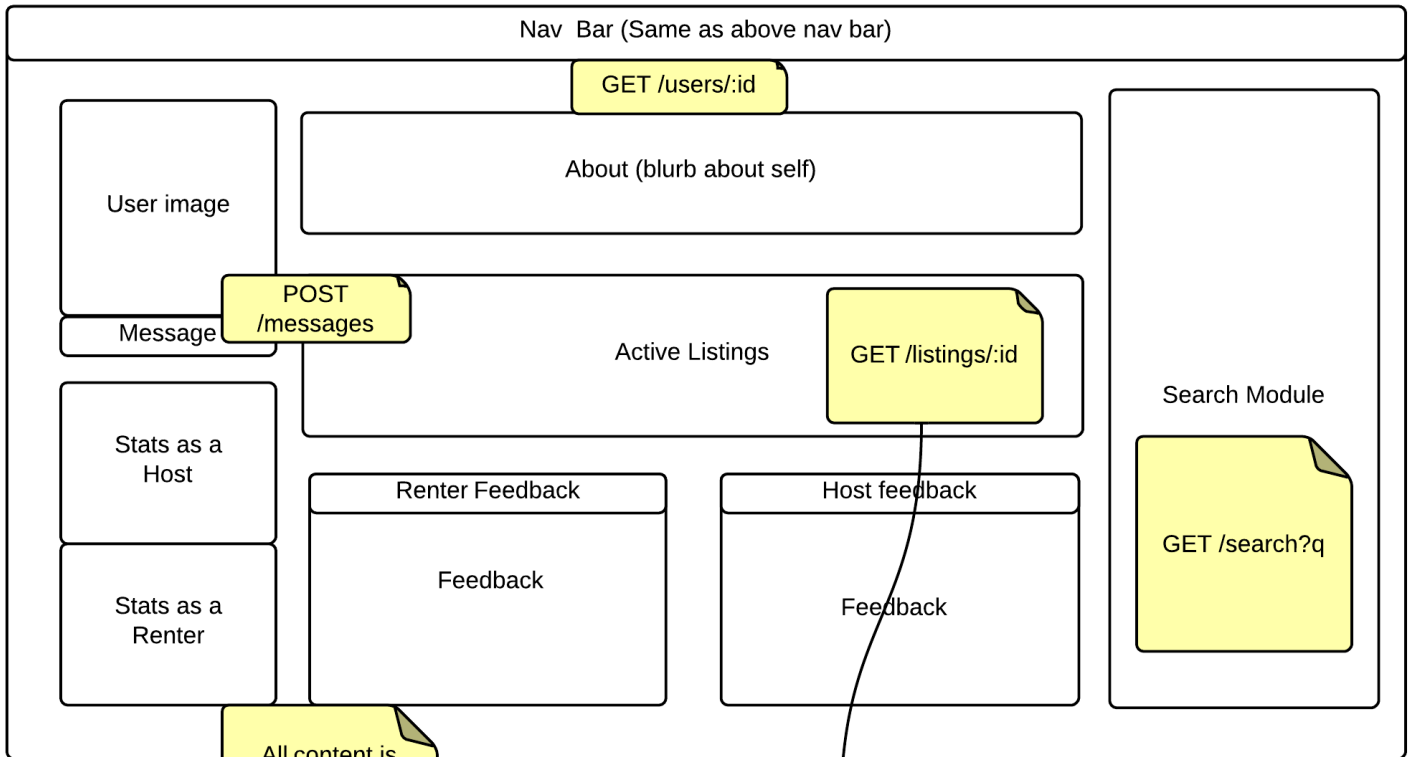 Nav  Bar (Same as above nav bar)
GET /users/:id
About (blurb about self)
User image
POST
/messages
Message
Active Listings
GET /listings/:id
Search Module
Stats as a
Host
Renter Feedback
Host feedback
GET /search?q
Feedback
Feedback
Stats as a
Renter
All content is